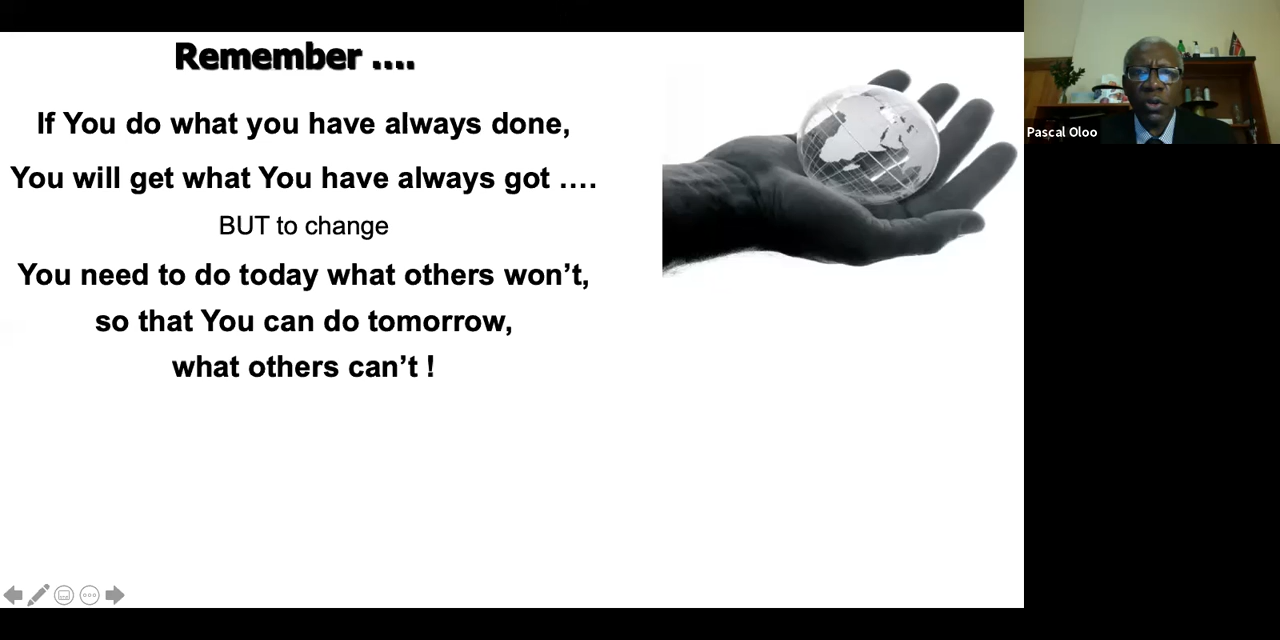 Remember ....
If You do what you have always done,
You will get what You have always got ....
BUT to change
You need to do today what others won’t,
so that You can do tomorrow,
what others can’t !
Pascal Oloo